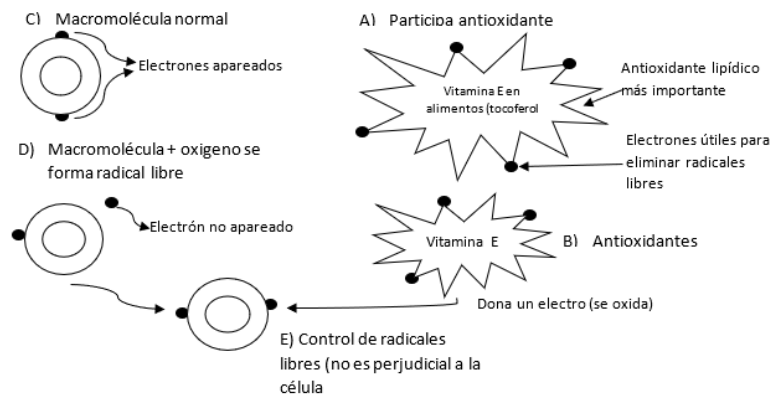 C) Macromolécula normal
Electrones apareados
A) Participa antioxidante
Vitamina E en
alimentos (tocoferol
Antioxidante lipídico
más importante
Electrones útiles para
eliminar radicales
libres
D) Macromolécula + oxigeno se
forma radical libre
Electrón no apareado
Vitamina E
B) Antioxidantes
Dona un electro (se oxida)
E) Control de radicales
libres (no es perjudicial a la
célula